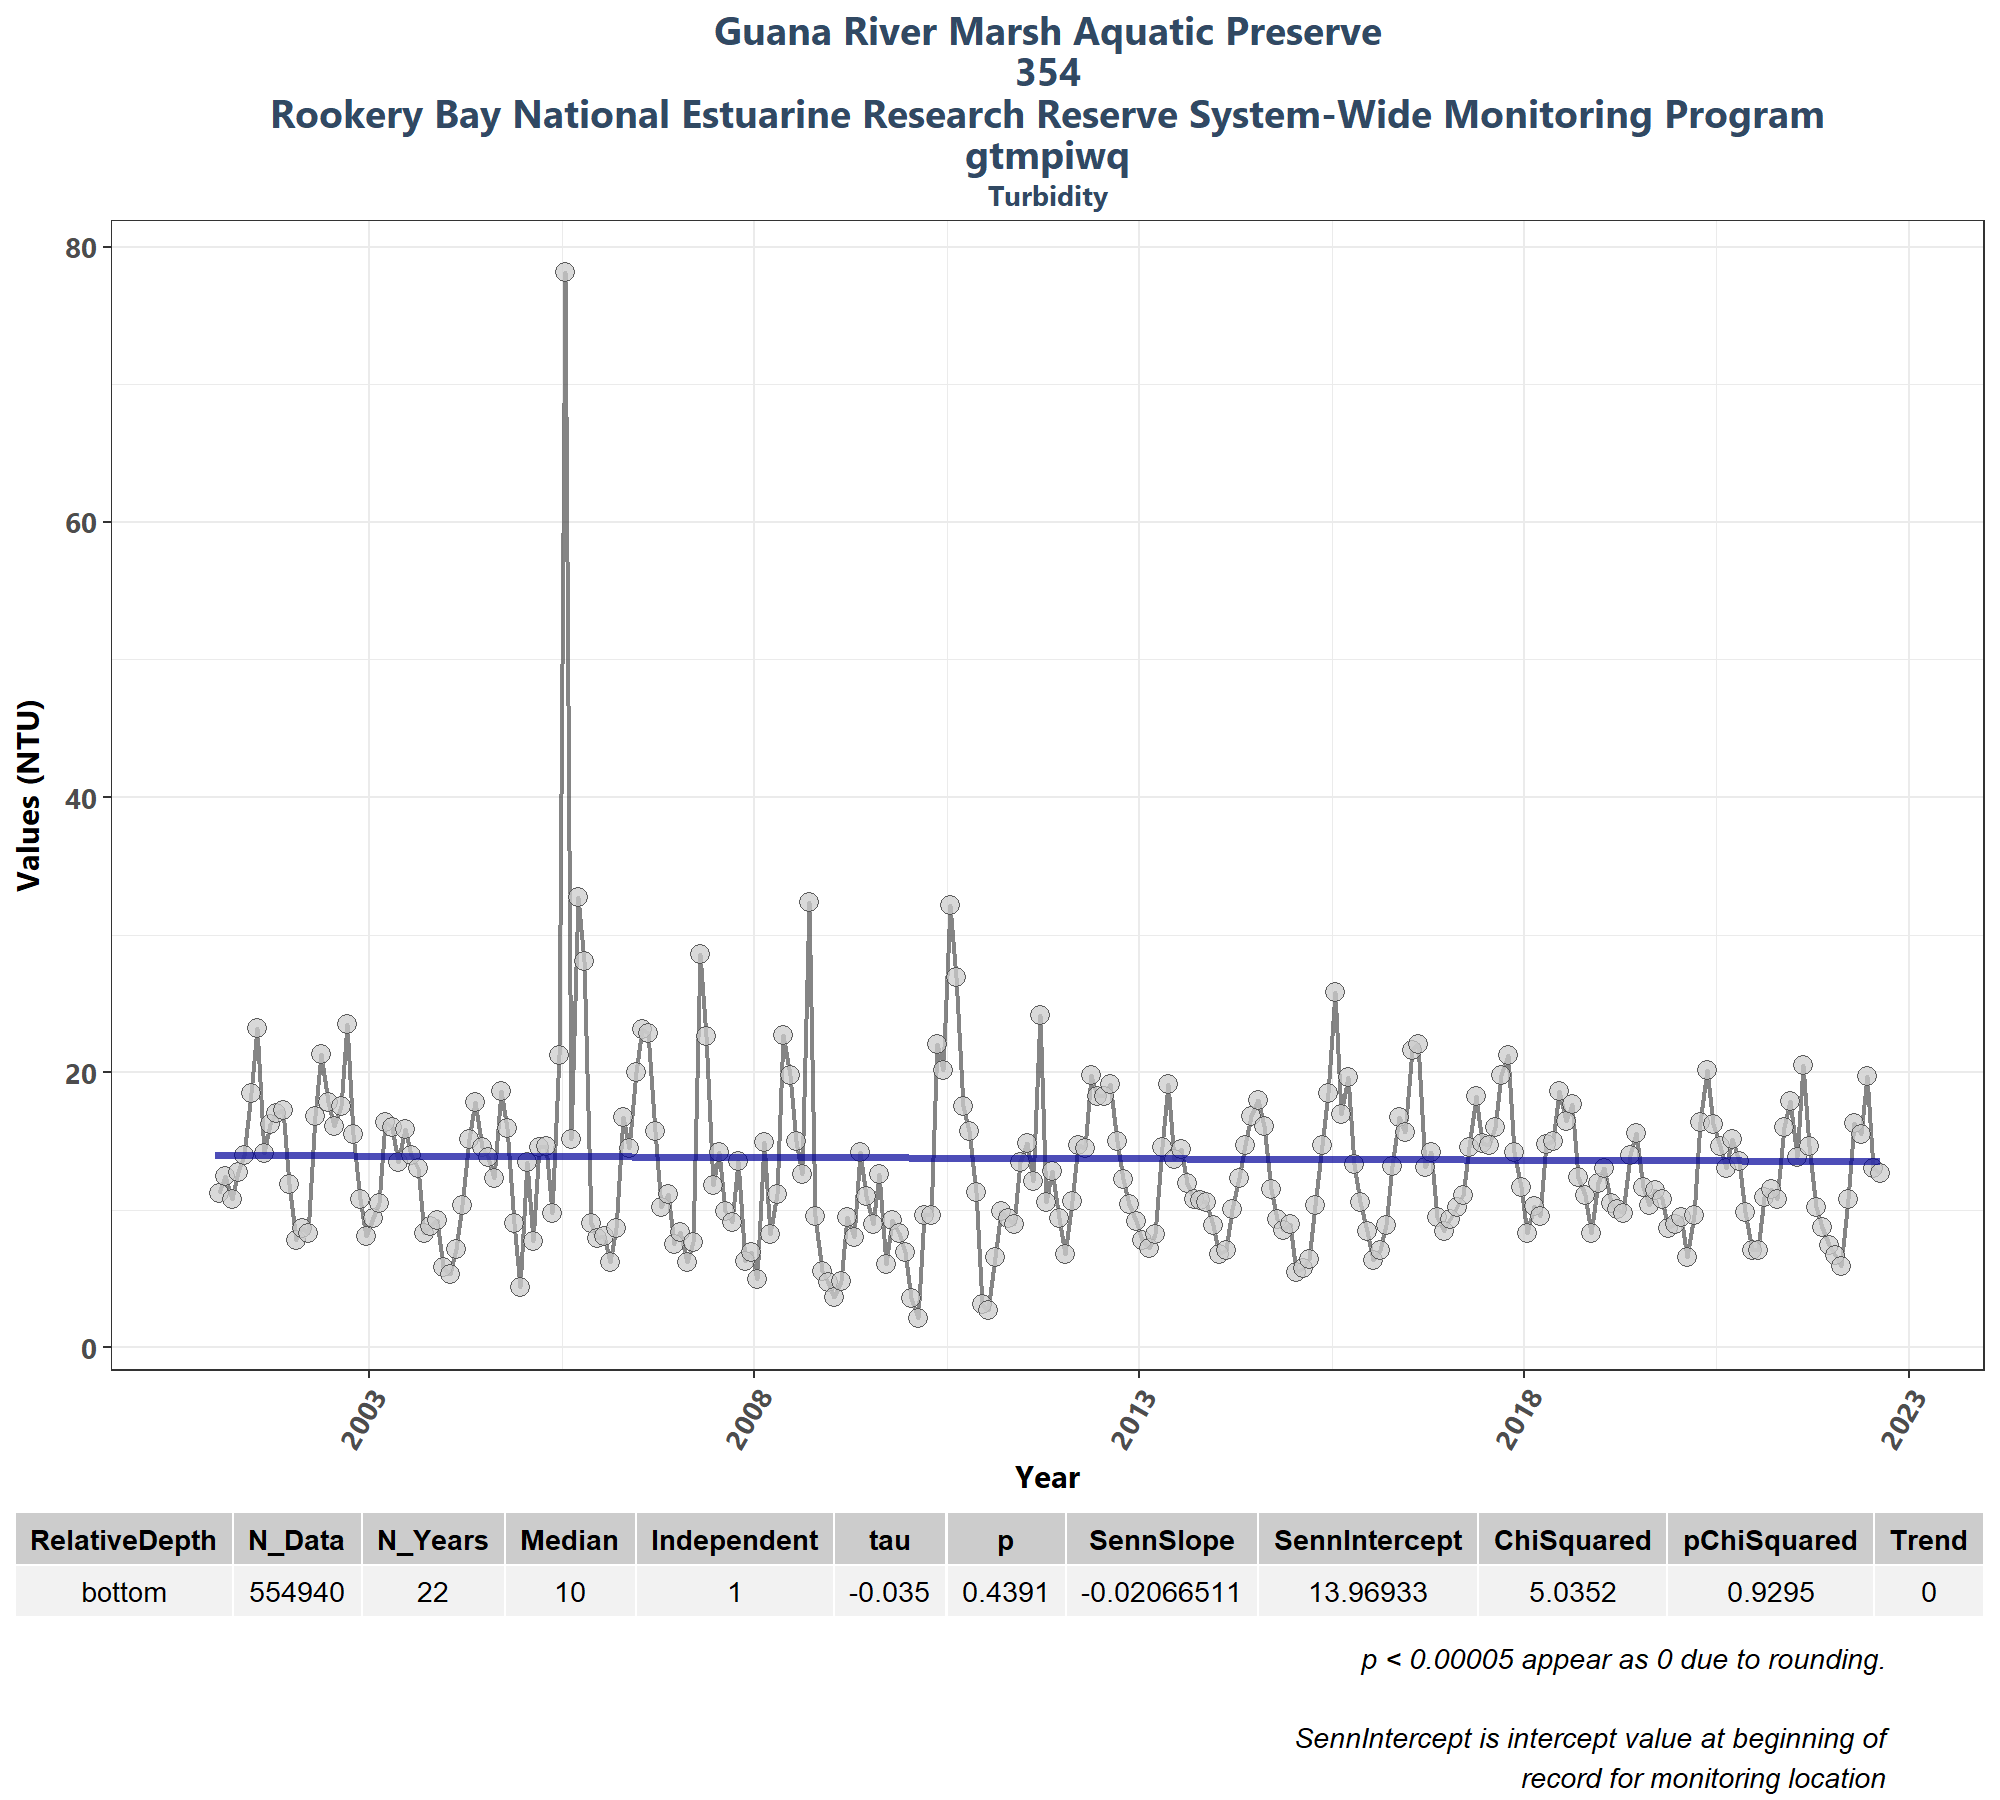 Guana River Marsh Aquatic Preserve
354
Rookery Bay National Estuarine Research Reserve System-Wide Monitoring Program
gtmpiwq
Turbidity
80
60
40
20
0
Values (NTU)
2003 2008 2013 2018 2023
Year
RelativeDepth N_Data N_Years Median Independent tau p SennSlope SennIntercept ChiSquared pChiSquared Trend
bottom 554940 22 10 1 -0.035 0.4391 -0.02066511 13.96933 5.0352 0.9295 0
p < 0.00005 appear as 0 due to rounding.
SennIntercept is intercept value at beginning of
record for monitoring location